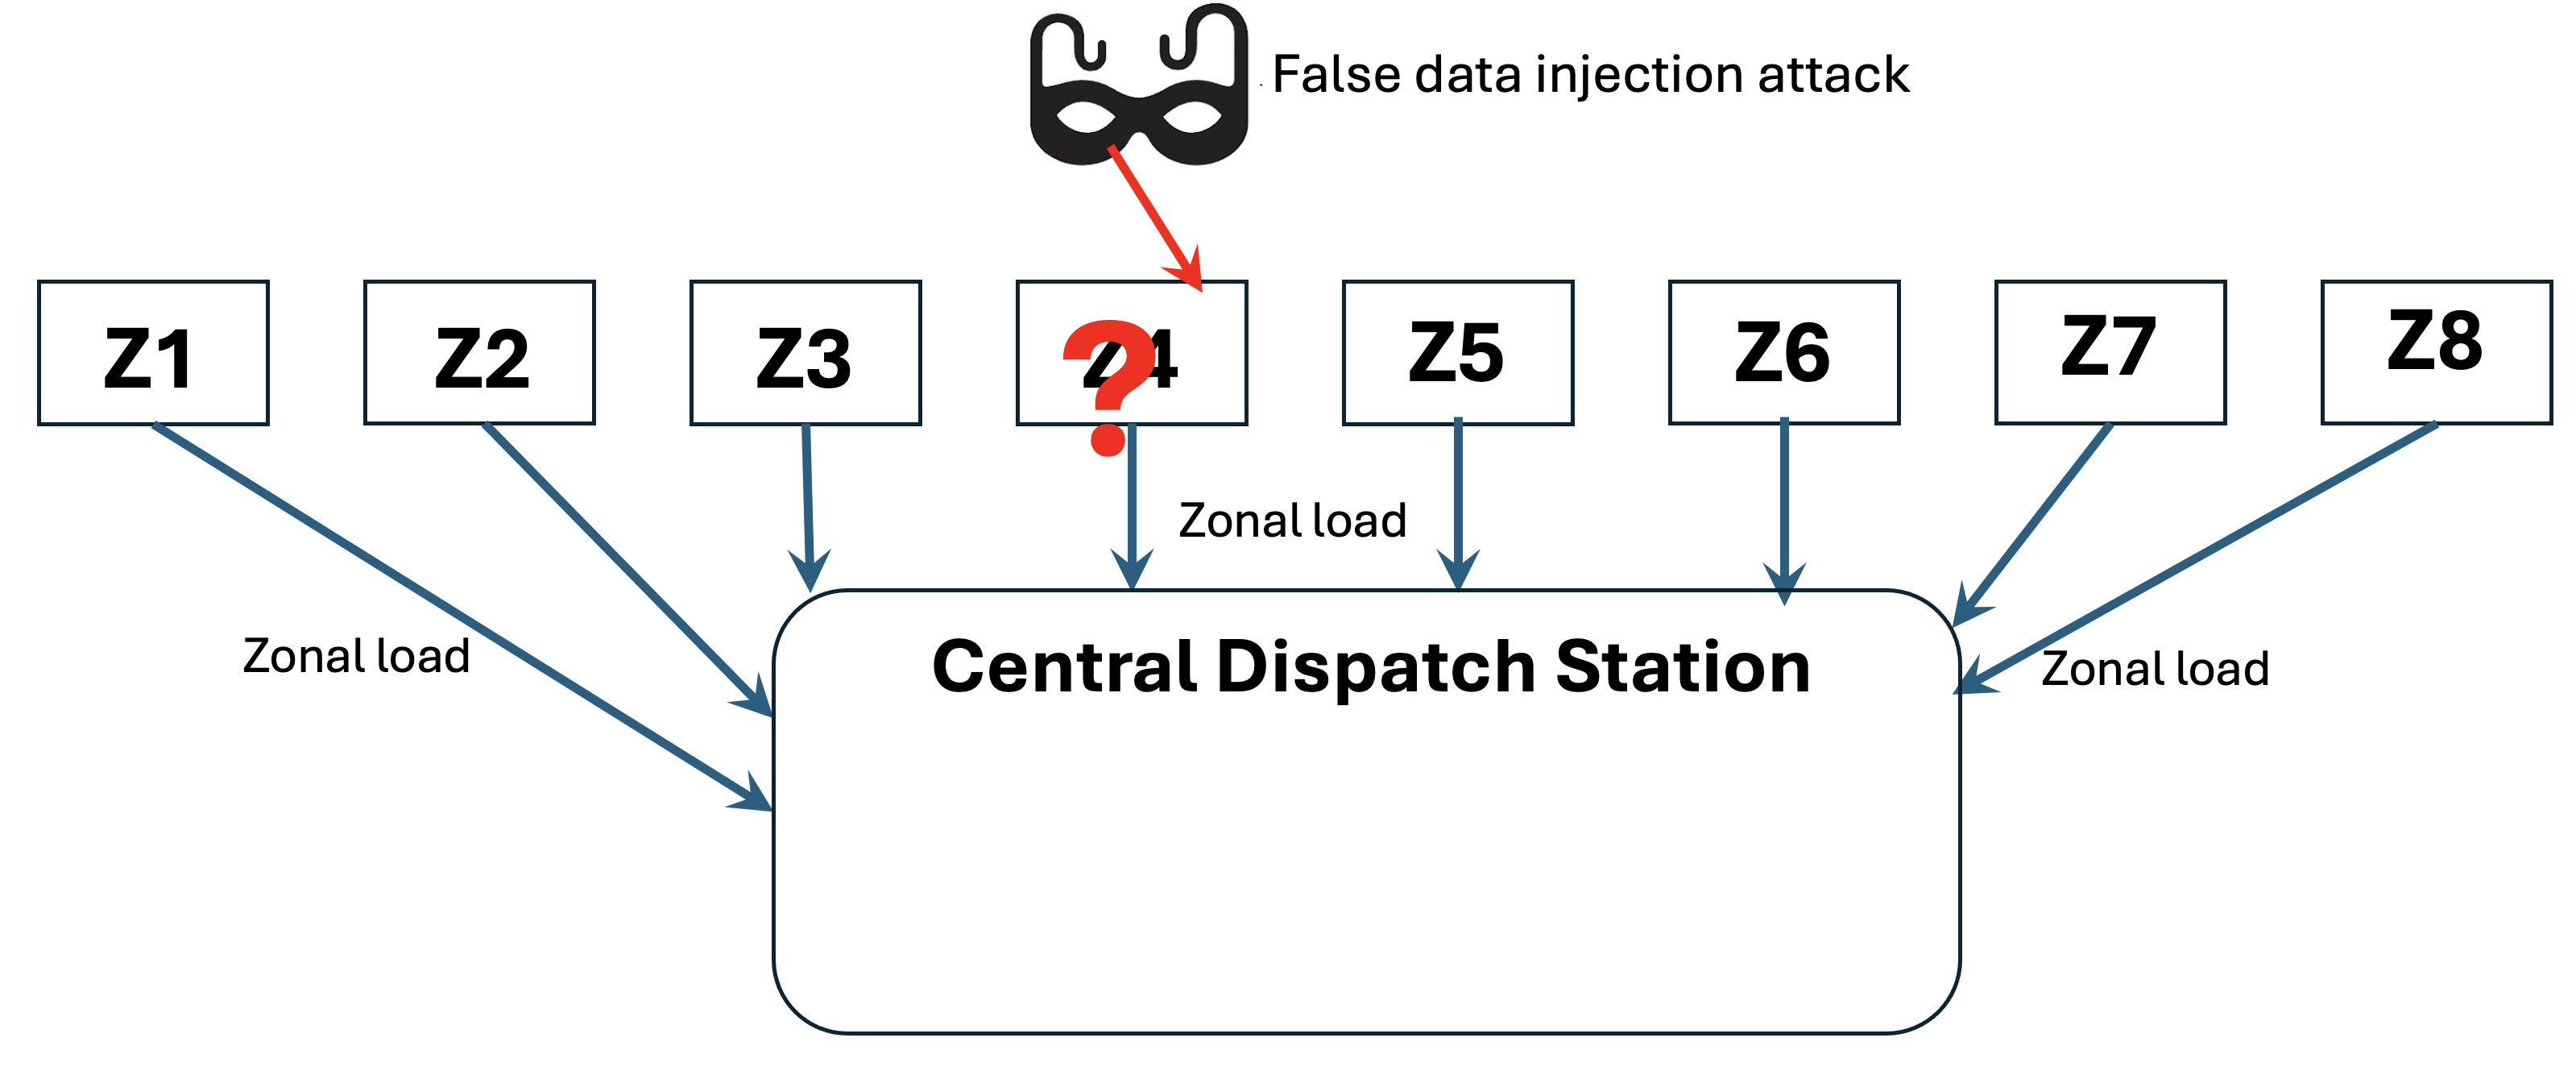 False data injection attack
Z1
Z2
Z3
Z4
?
Z5
Z6
Z7
Z8
Zonal load
Zonal load
Zonal load
Central Dispatch Station